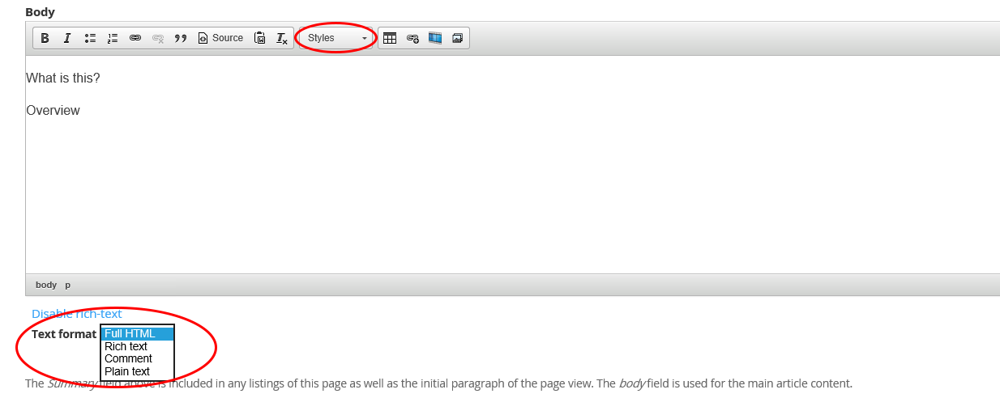 Body
B I Source Styles
What is this?
Overview
body p
Disable rich-text
Text format Full HTML
Rich text
Comment
Plain text
The Summary field above is included in any listings of this page as well as the initial paragraph of the page view. The body field is used for the main article content.